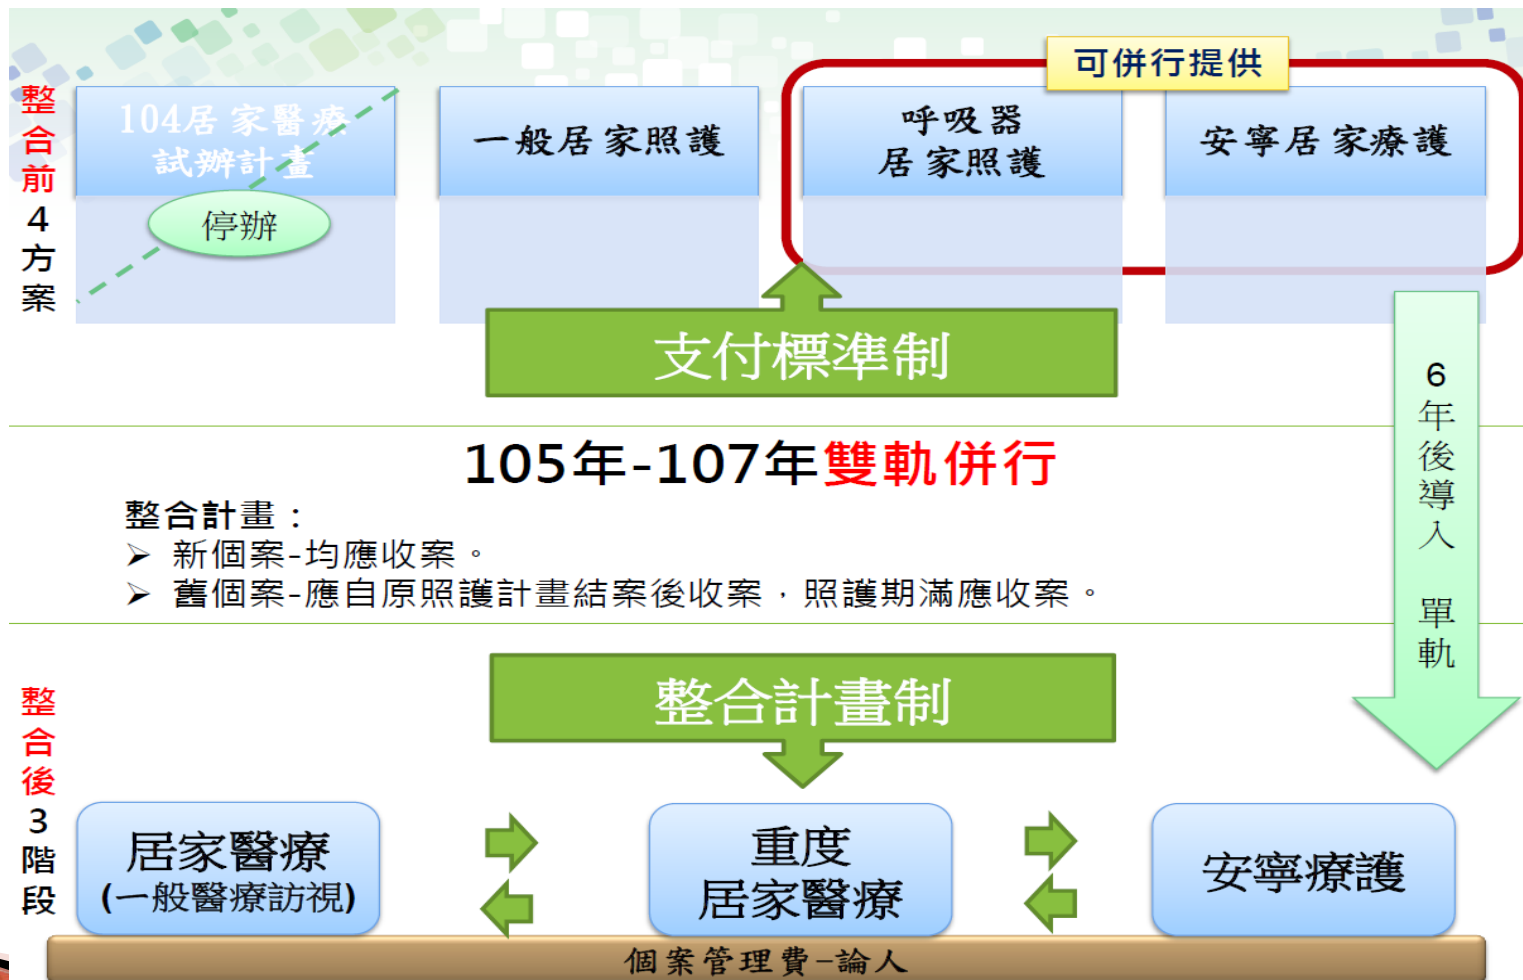 可併行提供
整合前4方案
104居家醫療
試辦計畫
停辦
一般居家照護
呼吸器
居家照護
安寧居家療護
支付標準制
6年後導入 單軌
105年-107年雙軌併行
整合計畫：
➢ 新個案-均應收案。
➢ 舊個案-應自原照護計畫結案後收案，照護期滿應收案。
整合計畫制
整合後3階段
居家醫療
(一般醫療訪視)
重度
居家醫療
安寧療護
個案管理費-論人